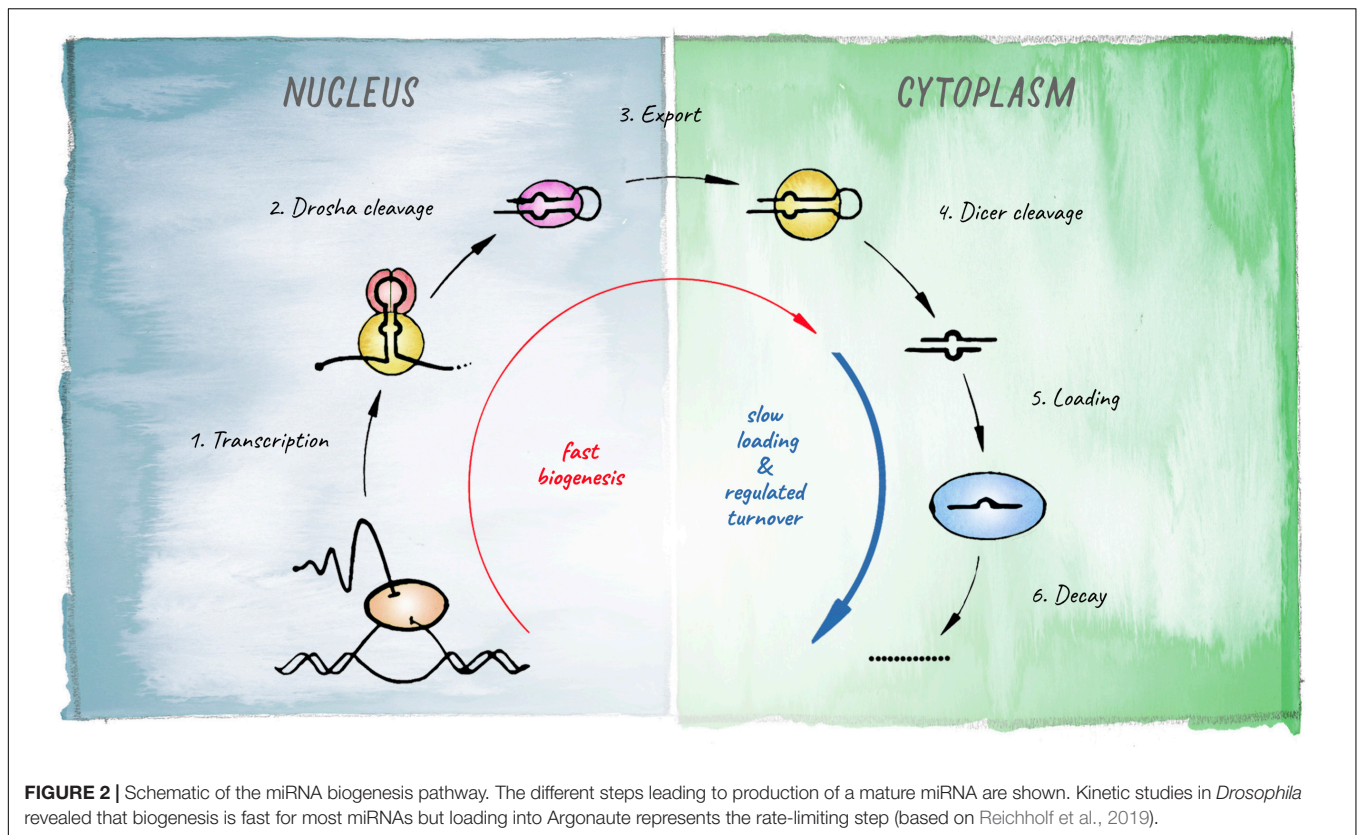 NUCLEUS
CYTOPLASM
3. Export
2. Drosha cleavage
4. Dicer cleavage
1. Transcription
5. Loading
fast
biogenesis
slow
loading
&
regulated
turnover
6. Decay
FIGURE 2 | Schematic of the miRNA biogenesis pathway. The different steps leading to production of a mature miRNA are shown. Kinetic studies in Drosophila
revealed that biogenesis is fast for most miRNAs but loading into Argonaute represents the rate-limiting step (based on Reichholf et al., 2019).